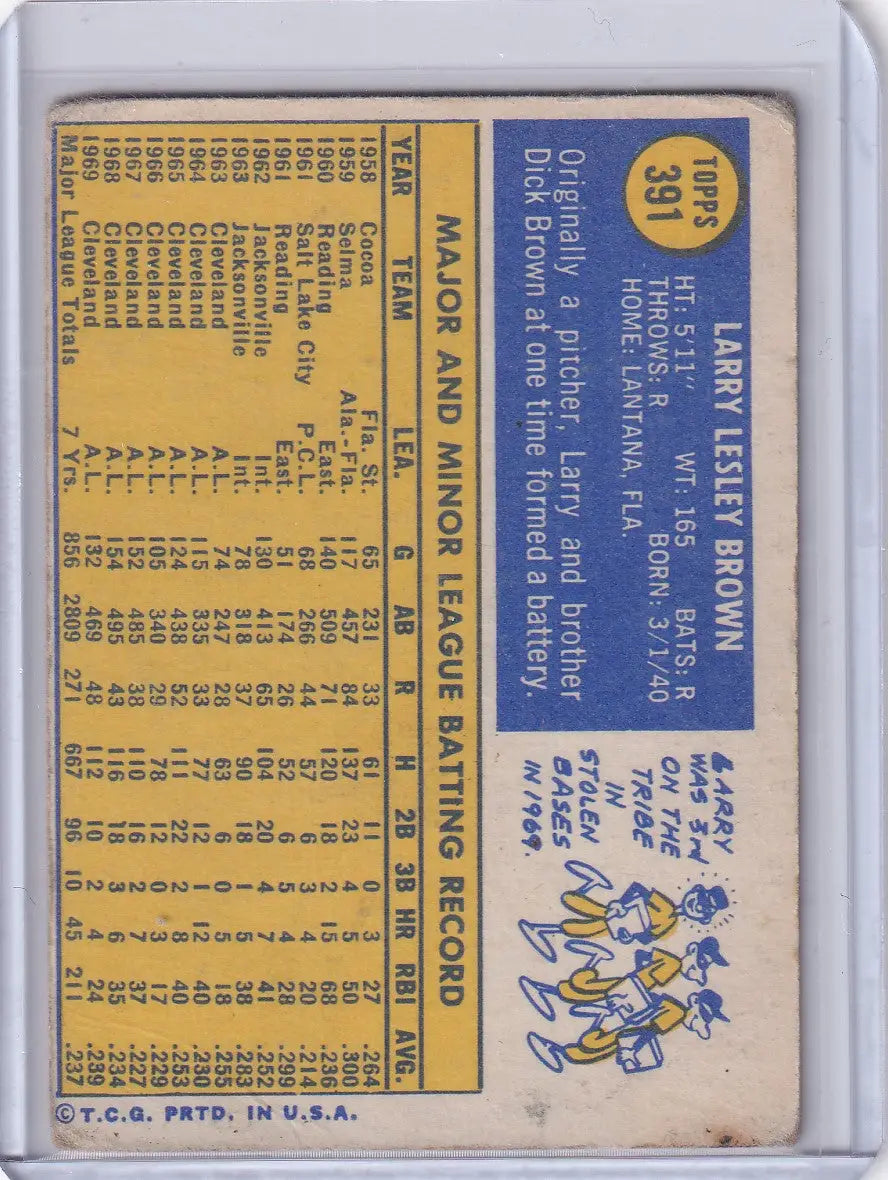 TOPPS
391
LARRY LESLEY BROWN
HT: 5'11" WT: 165 BATS: R
THROWS: R BORN: 3/1/40
HOME: LANTANA, FLA.
Originally a pitcher, Larry and brother
Dick Brown at one time formed a battery.
LARRY
WAS 3RD
ON THE
TRIBE
IN
STOLEN
BASES
IN 1969.
MAJOR AND MINOR LEAGUE BATTING RECORD
YEAR TEAM LEA. G AB R H 2B 3B HR RBI AVG.
1958 Cocoa Fla. St. 65 231 33 61 11 0 3 27 .264
1959 Selma Ala.-Fla. 117 457 84 137 23 4 5 50 .300
1960 Reading East. 140 509 71 120 18 2 15 68 .236
1961 Salt Lake City P.C.L. 68 266 44 57 6 3 4 20 .214
1961 Reading East. 51 174 26 52 6 5 4 28 .299
1962 Jacksonville Int. 130 413 65 104 20 4 7 41 .252
1963 Jacksonville Int. 78 318 37 90 18 1 5 38 .283
1963 Cleveland A.L. 74 247 28 63 6 0 5 18 .255
1964 Cleveland A.L. 115 335 33 77 12 1 12 40 .230
1965 Cleveland A.L. 124 438 52 111 22 2 8 40 .253
1966 Cleveland A.L. 105 340 29 78 12 0 3 17 .229
1967 Cleveland A.L. 152 485 38 110 16 2 7 37 .227
1968 Cleveland A.L. 154 495 43 116 18 3 6 35 .234
1969 Cleveland A.L. 132 469 48 112 10 2 4 24 .239
Major League Totals 7 Yrs. 856 2809 271 667 96 10 45 211 .237
© T.C.G. PRTD. IN U.S.A.